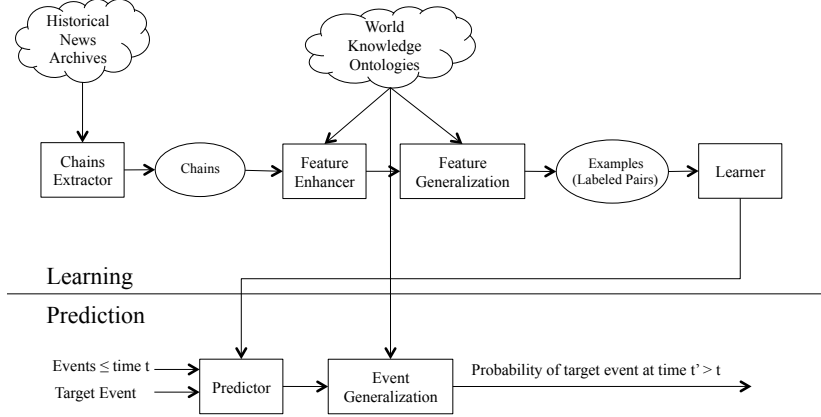 Historical
News
Archives
World
Knowledge
Ontologies
Chains
Extractor
Chains
Feature
Enhancer
Feature
Generalization
Examples
(Labeled Pairs)
Learner
Learning
Prediction
Events ≤ time t
Target Event
Predictor
Event
Generalization
Probability of target event at time t' > t